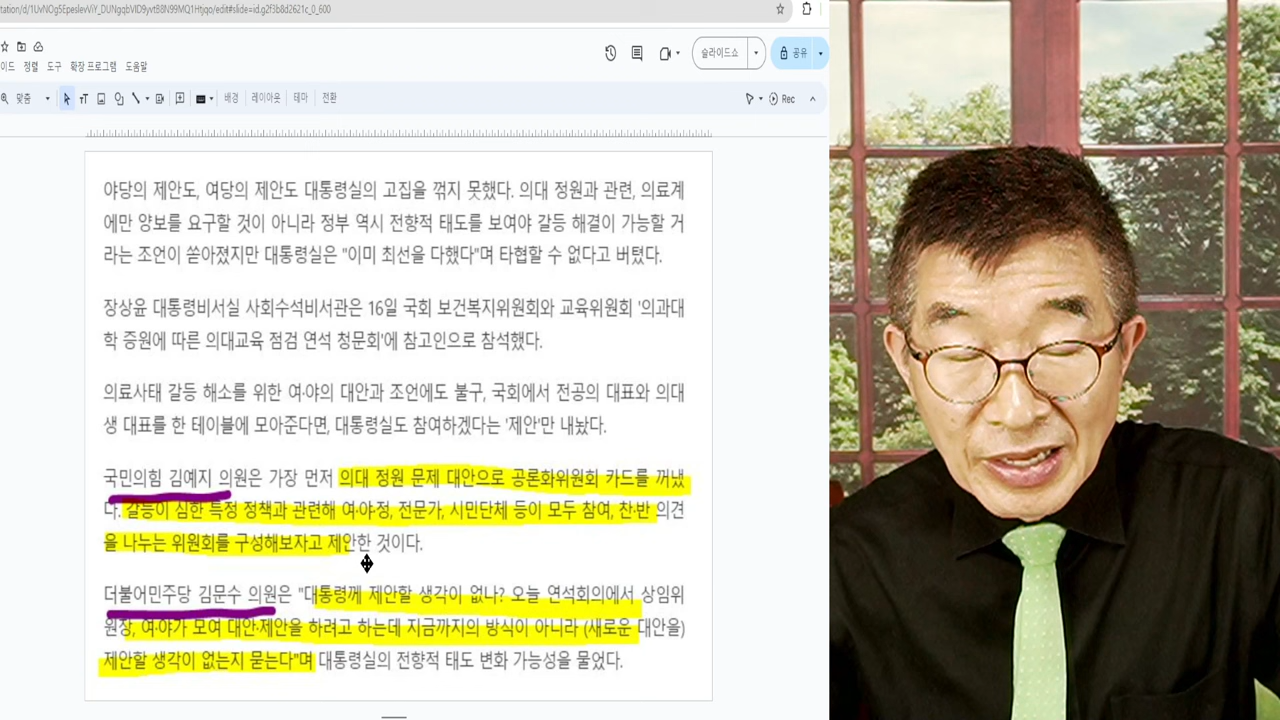 tation/d/1UvNOg5EpeslevViY_DUNgqbVlD9yvtB8N99MQ1Htjqo/edit#slide=id.g2f3b8d2621c_0_600
이드 정렬 도구 확장 프로그램 도움말
슬라이드쇼
공유
맞춤
배경 레이아웃 테마 전환
Rec
야당의 제안도, 여당의 제안도 대통령실의 고집을 꺾지 못했다. 의대 정원과 관련, 의료계
에만 양보를 요구할 것이 아니라 정부 역시 전향적 태도를 보여야 갈등 해결이 가능할 거
라는 조언이 쏟아졌지만 대통령실은 "이미 최선을 다했다"며 타협할 수 없다고 버텼다.
장상윤 대통령비서실 사회수석비서관은 16일 국회 보건복지위원회와 교육위원회 '의과대
학 증원에 따른 의대교육 점검 연석 청문회'에 참고인으로 참석했다.
의료사태 갈등 해소를 위한 여·야의 대안과 조언에도 불구, 국회에서 전공의 대표와 의대
생 대표를 한 테이블에 모아준다면, 대통령실도 참여하겠다는 '제안'만 내놨다.
국민의힘 김예지 의원은 가장 먼저 의대 정원 문제 대안으로 공론화위원회 카드를 꺼냈
다. 갈등이 심한 특정 정책과 관련해 여·야·정, 전문가, 시민단체 등이 모두 참여, 찬·반 의견
을 나누는 위원회를 구성해보자고 제안한 것이다.
더불어민주당 김문수 의원은 "대통령께 제안할 생각이 없나? 오늘 연석회의에서 상임위
원장, 여·야가 모여 대안·제안을 하려고 하는데 지금까지의 방식이 아니라 (새로운 대안을)
제안할 생각이 없는지 묻는다"며 대통령실의 전향적 태도 변화 가능성을 물었다.